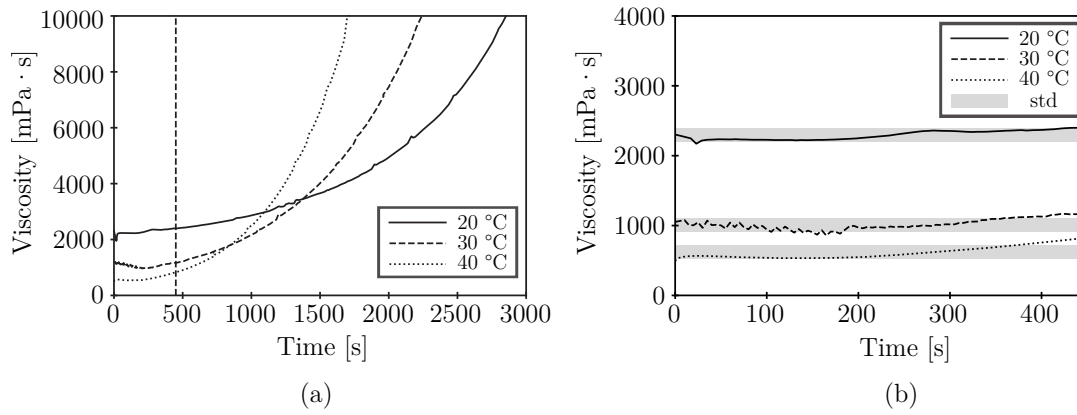 10000
8000
6000
4000
2000
0
Viscosity [mPa · s]
20 °C
30 °C
40 °C
0 500 1000 1500 2000 2500 3000
Time [s]
(a)
4000
3000
2000
1000
0
Viscosity [mPa · s]
20 °C
30 °C
40 °C
std
0 100 200 300 400
Time [s]
(b)